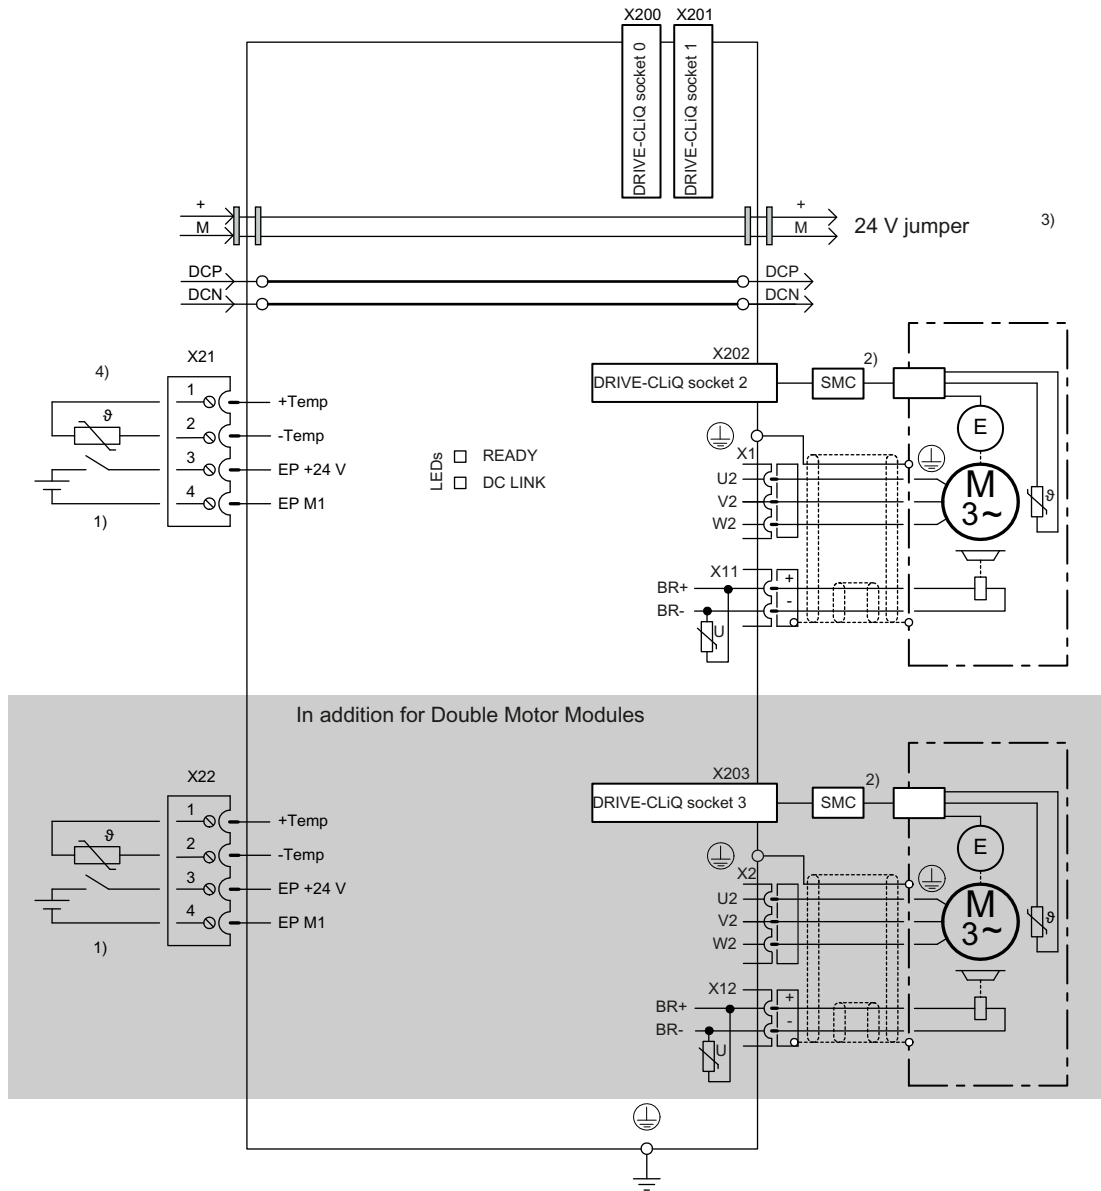 X200 X201
DRIVE-CLiQ socket 0
DRIVE-CLiQ socket 1
+ +
M M
24 V jumper 3)
DCP DCP
DCN DCN
X21
4)
1 +Temp
ϑ
2 -Temp
3 EP +24 V
4 EP M1
1)
LEDs
READY
DC LINK
X202
DRIVE-CLiQ socket 2
SMC
2)
E
X1
U2
V2
W2
M
3~
ϑ
X11
BR+ +
BR- -
U
In addition for Double Motor Modules
X22
1 +Temp
ϑ
2 -Temp
3 EP +24 V
4 EP M1
1)
X203
DRIVE-CLiQ socket 3
SMC
2)
E
X2
U2
V2
W2
M
3~
ϑ
X12
BR+ +
BR- -
U